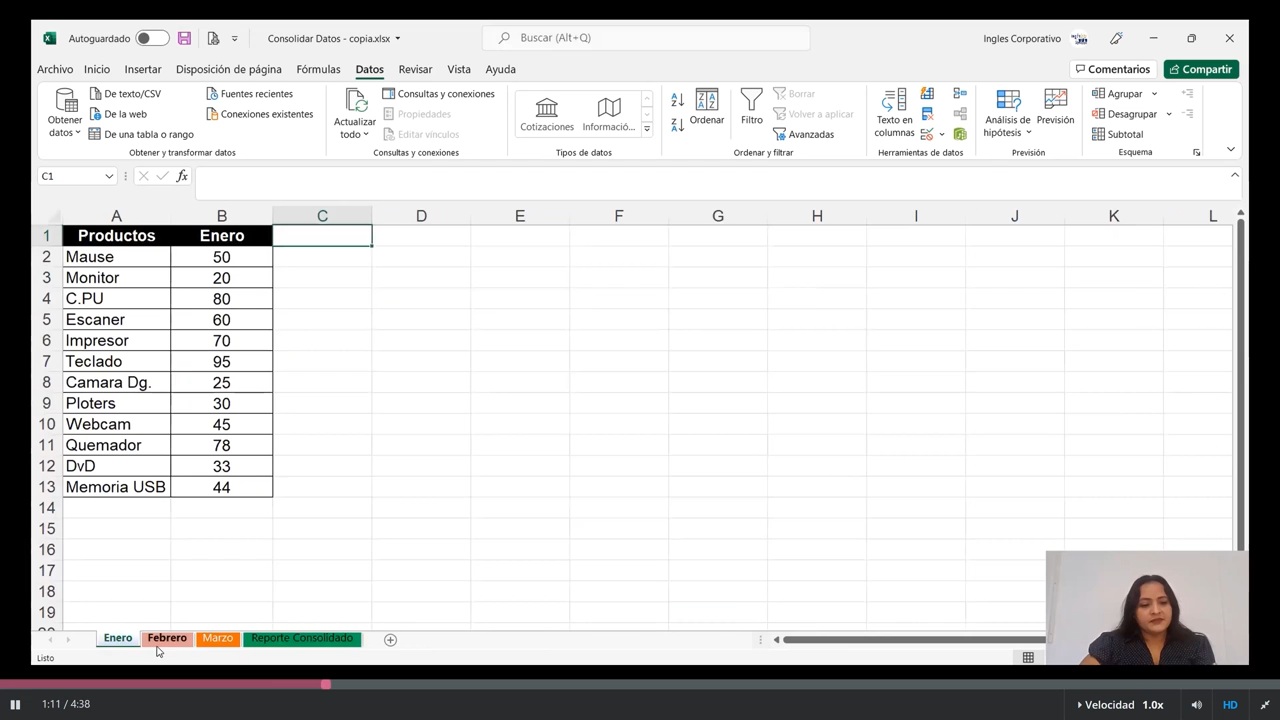 Autoguardado Consolidar Datos - copia.xlsx Buscar (Alt+Q) Ingles Corporativo
Archivo Inicio Insertar Disposición de página Fórmulas Datos Revisar Vista Ayuda Comentarios Compartir
Obtener datos
De texto/CSV
De la web
De una tabla o rango
Fuentes recientes
Conexiones existentes
Obtener y transformar datos
Actualizar todo
Consultas y conexiones
Propiedades
Editar vínculos
Consultas y conexiones
Cotizaciones Informació...
Tipos de datos
Ordenar
Filtro
Borrar
Volver a aplicar
Avanzadas
Ordenar y filtrar
Texto en columnas
Herramientas de datos
Análisis de hipótesis
Previsión
Previsión
Agrupar
Desagrupar
Subtotal
Esquema
C1 fx
A B C D E F G H I J K L
1 Productos Enero
2 Mause 50
3 Monitor 20
4 C.PU 80
5 Escaner 60
6 Impresor 70
7 Teclado 95
8 Camara Dg. 25
9 Ploters 30
10 Webcam 45
11 Quemador 78
12 DvD 33
13 Memoria USB 44
14
15
16
17
18
19
Enero Febrero Marzo Reporte Consolidado
Listo
1:11 / 4:38 Velocidad 1.0x HD